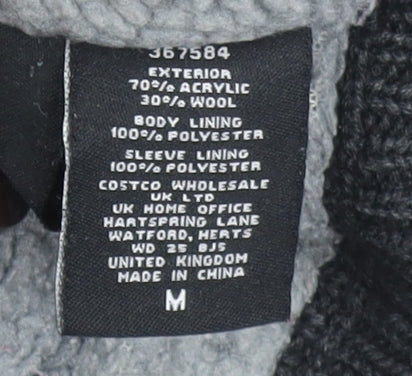 367584
EXTERIOR
70% ACRYLIC
30% WOOL
BODY LINING
100% POLYESTER
SLEEVE LINING
100% POLYESTER
COSTCO WHOLESALE
UK LTD
UK HOME OFFICE
HARTSPRING LANE
WATFORD, HERTS
WD 25 8JS
UNITED KINGDOM
MADE IN CHINA
M